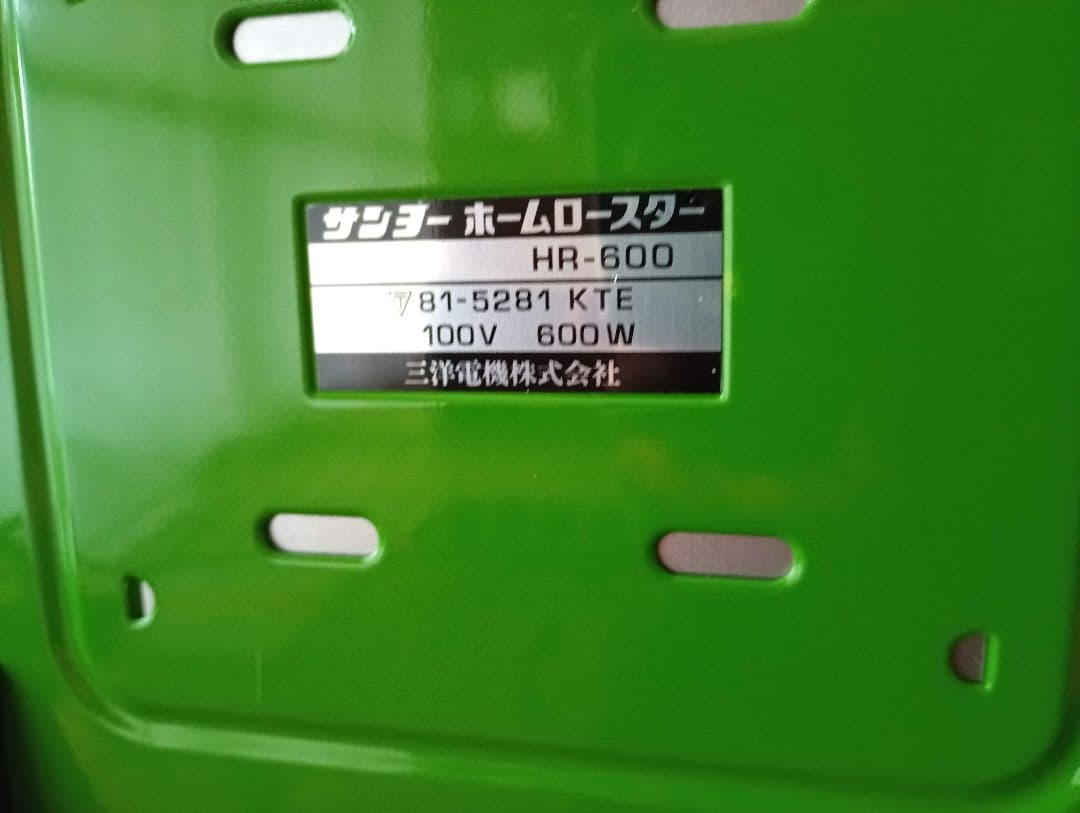 サンヨー ホームロースター
HR-600
〒81-5281 KTE
100V 600W
三洋電機株式会社